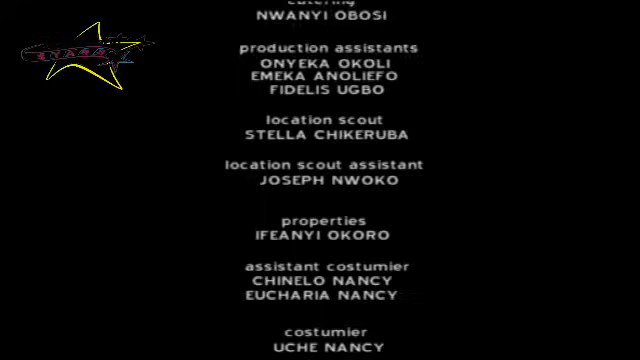 catering
NWANYI OBOSI
production assistants
ONYEKA OKOLI
EMEKA ANOLIEFO
FIDELIS UGBO
location scout
STELLA CHIKERUBA
location scout assistant
JOSEPH NWOKO
properties
IFEANYI OKORO
assistant costumier
CHINELO NANCY
EUCHARIA NANCY
costumier
UCHE NANCY